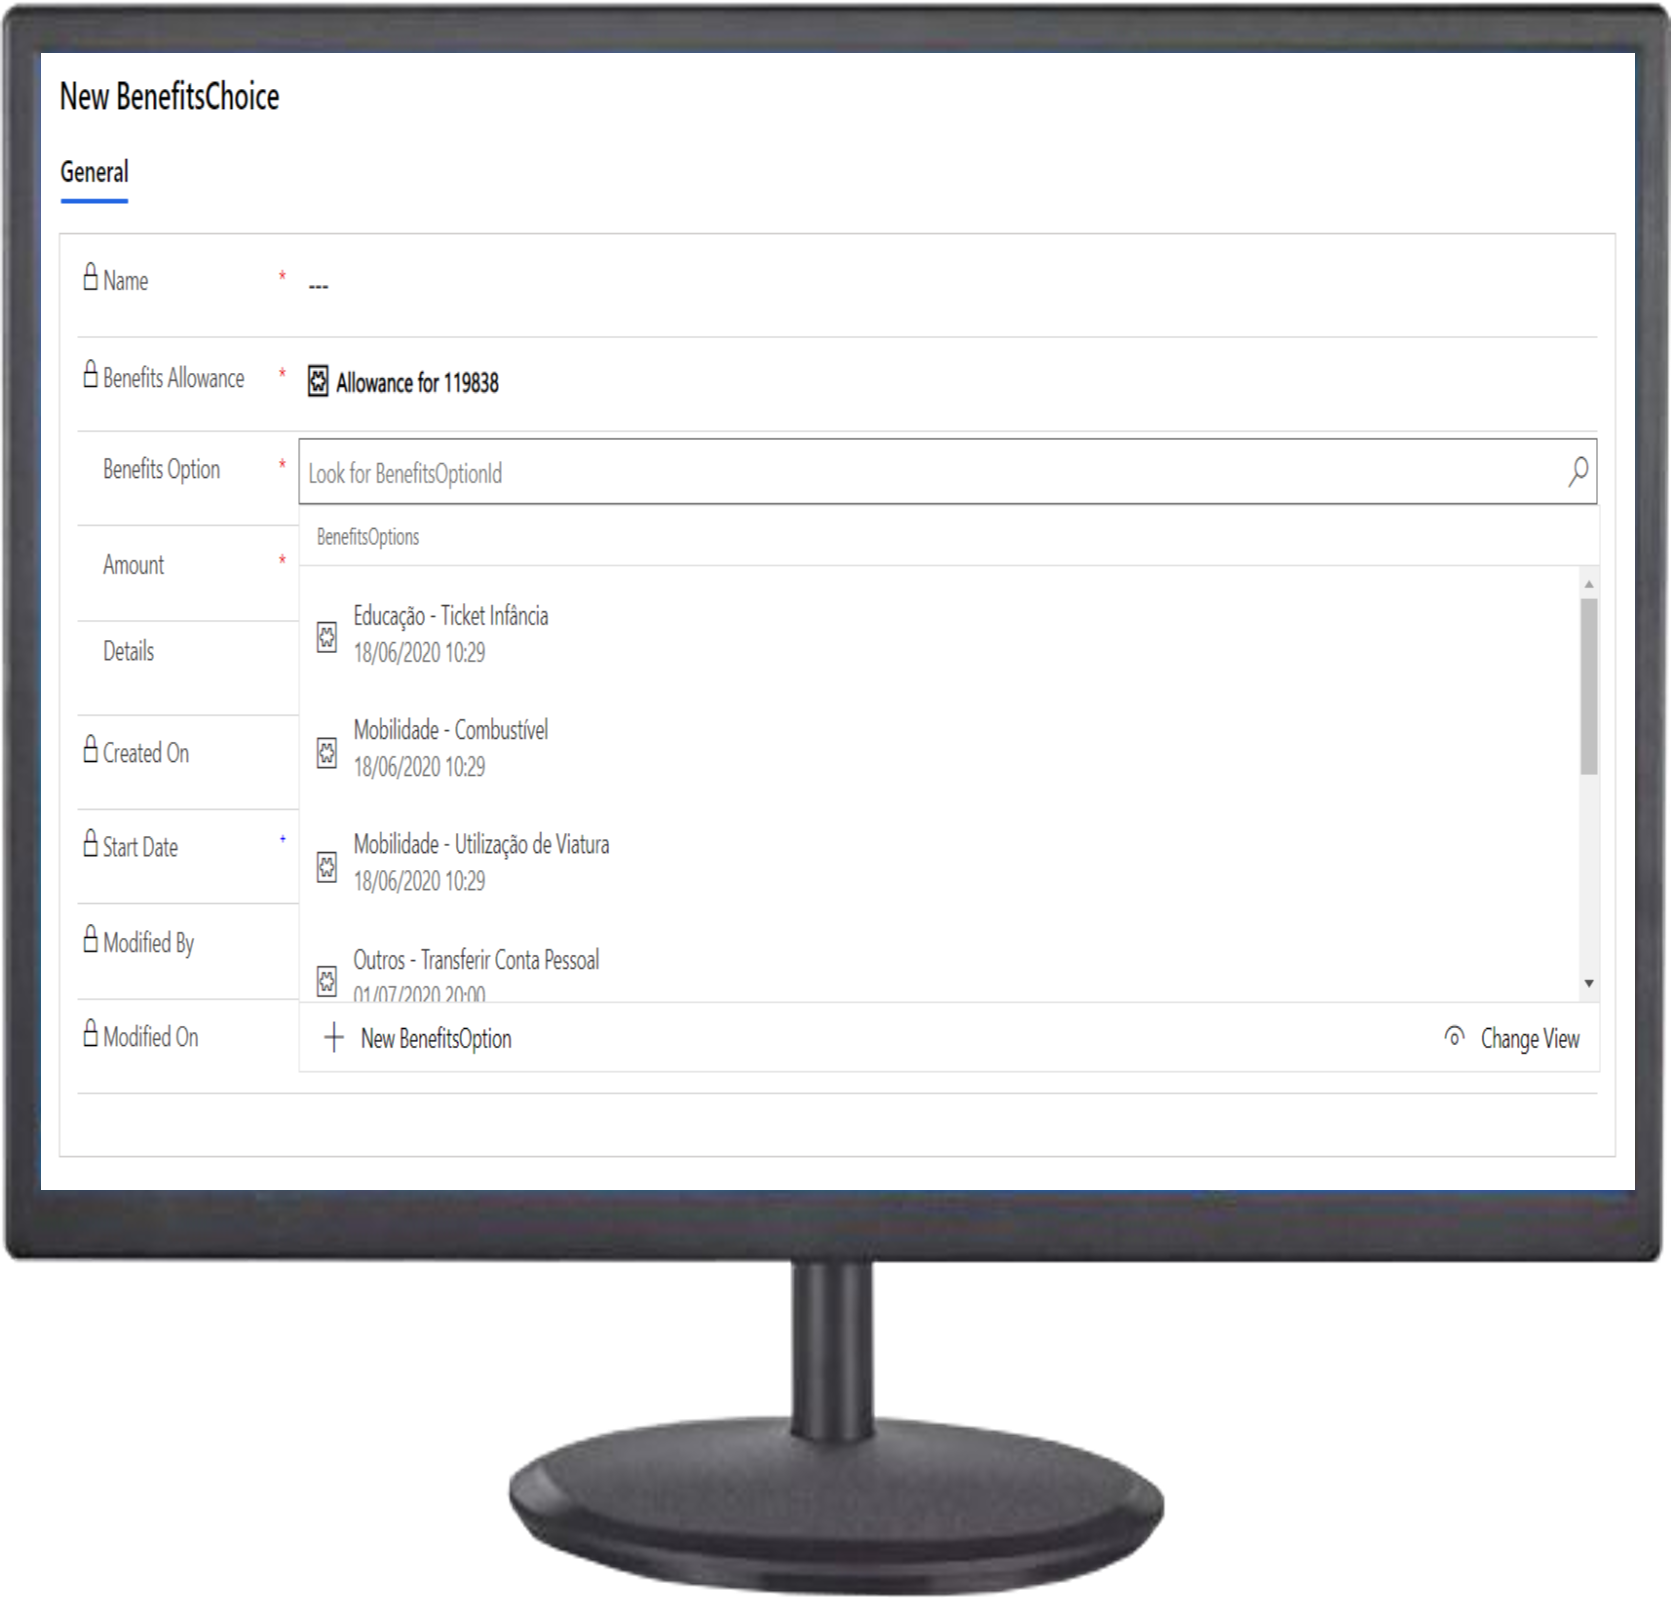 New BenefitsChoice
General
Name * ---
Benefits Allowance * Allowance for 119838
Benefits Option * Look for BenefitsOptionId
BenefitsOptions
Amount *
Educação - Ticket Infância
18/06/2020 10:29
Details
Mobilidade - Combustível
18/06/2020 10:29
Created On
Mobilidade - Utilização de Viatura
18/06/2020 10:29
Start Date +
Modified By
Outros - Transferir Conta Pessoal
01/07/2020 20:00
Modified On
+ New BenefitsOption
Change View